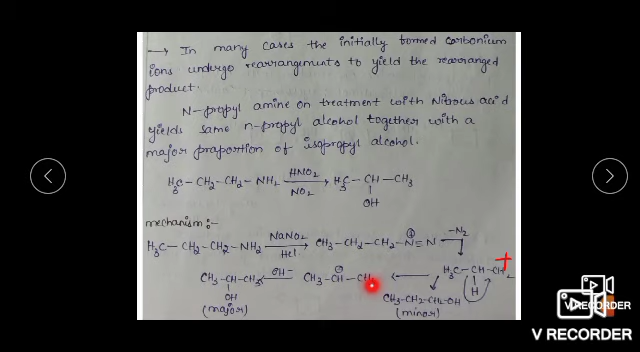 → In many cases the initially formed carbonium
ions undergo rearrangements to yield the rearranged
product.
N-propyl amine on treatment with Nitrous acid
yields same n-propyl alcohol together with a
major proportion of isopropyl alcohol.
H₃C — CH₂ — CH₂ — NH₂ HNO₂ / NO₂ → H₃C — CH — CH₃
OH
mechanism:-
H₃C — CH₂ — CH₂ — NH₂ NaNO₂ / HCl → CH₃ — CH₂ — CH₂ — N⊕ ≡ N -N₂
CH₃-CH-CH₃ ← OH- CH₃-CH⊕-CH ← H₃C-CH-CH₂ +
OH H
(major) CH₃-CH₂-CH₂-OH
(minor)
V RECORDER
V RECORDER